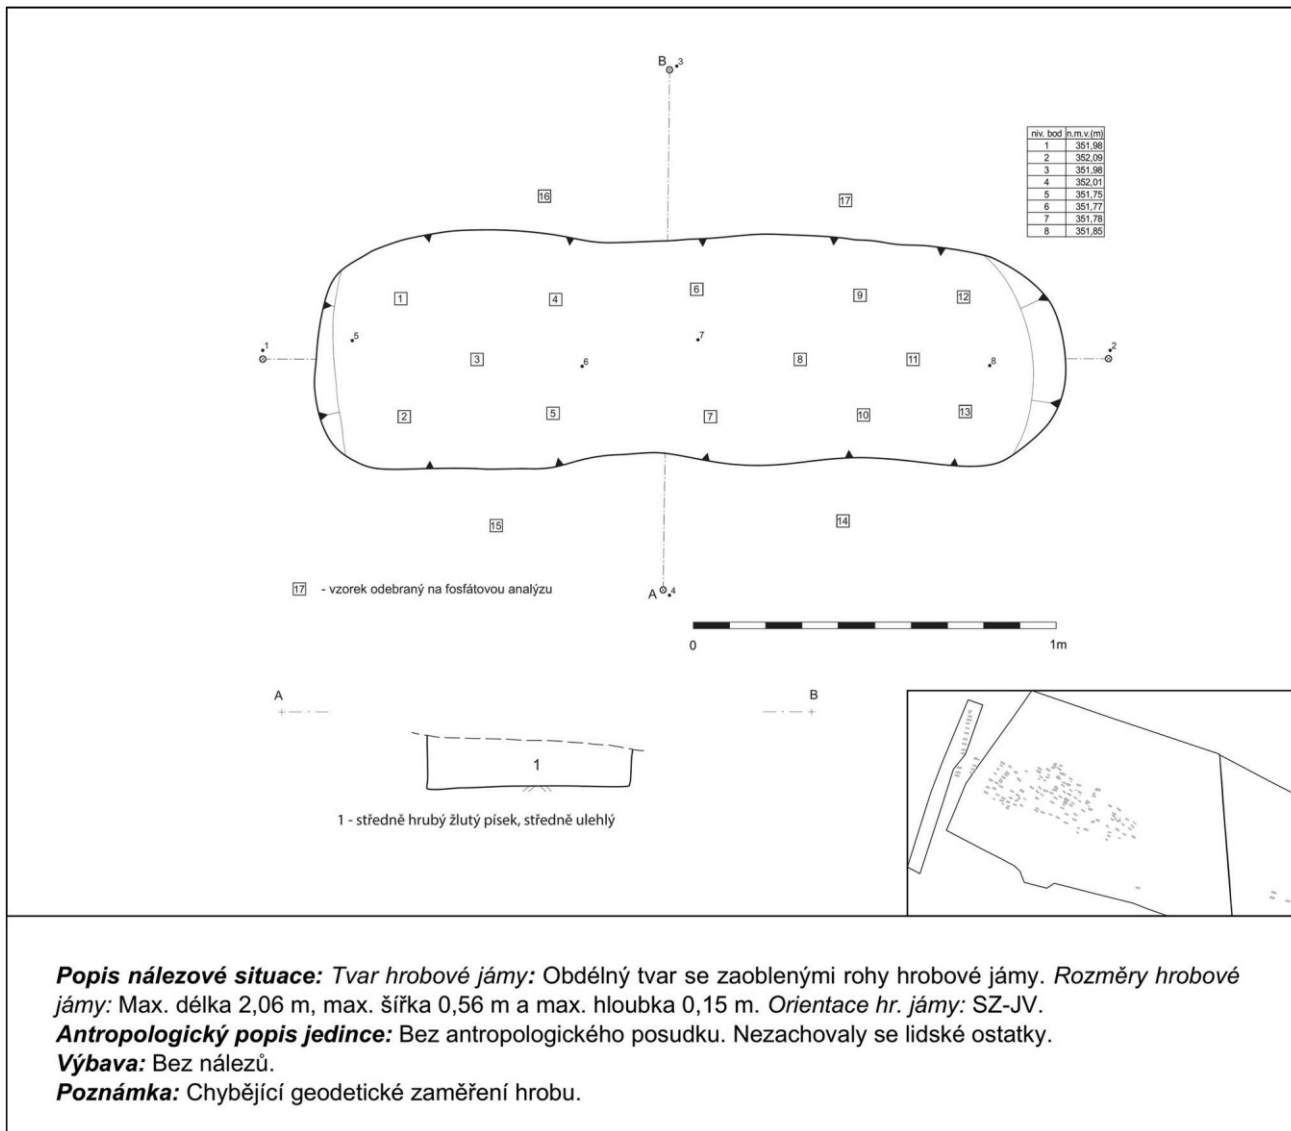 B 3
niv. bod n.m.v.(m)
1 351,98
2 352,09
3 351,98
4 352,01
5 351,75
6 351,77
7 351,78
8 351,85
16
17
1
4
6
9
12
5
7
1
2
3
6
8
11
8
2
5
7
10
13
15
14
17 - vzorek odebraný na fosfátovou analýzu
A 4
0 1m
A B
1
1 - středně hrubý žlutý písek, středně ulehlý
Popis nálezové situace: Tvar hrobové jámy: Obdélný tvar se zaoblenými rohy hrobové jámy. Rozměry hrobové
jámy: Max. délka 2,06 m, max. šířka 0,56 m a max. hloubka 0,15 m. Orientace hr. jámy: SZ-JV.
Antropologický popis jedince: Bez antropologického posudku. Nezachovaly se lidské ostatky.
Výbava: Bez nálezů.
Poznámka: Chybějící geodetické zaměření hrobu.